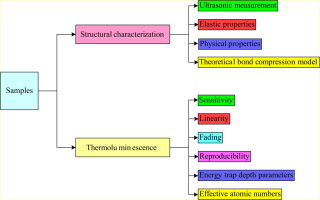 Ultrasonic measurement
Elastic properties
Structural characterization
Physical properties
Theoretical bond compression model
Samples
Sensitivity
Linearity
Fading
Thermolu min escence
Reproducibility
Energy trap depth parameters
Effective atomic numbers